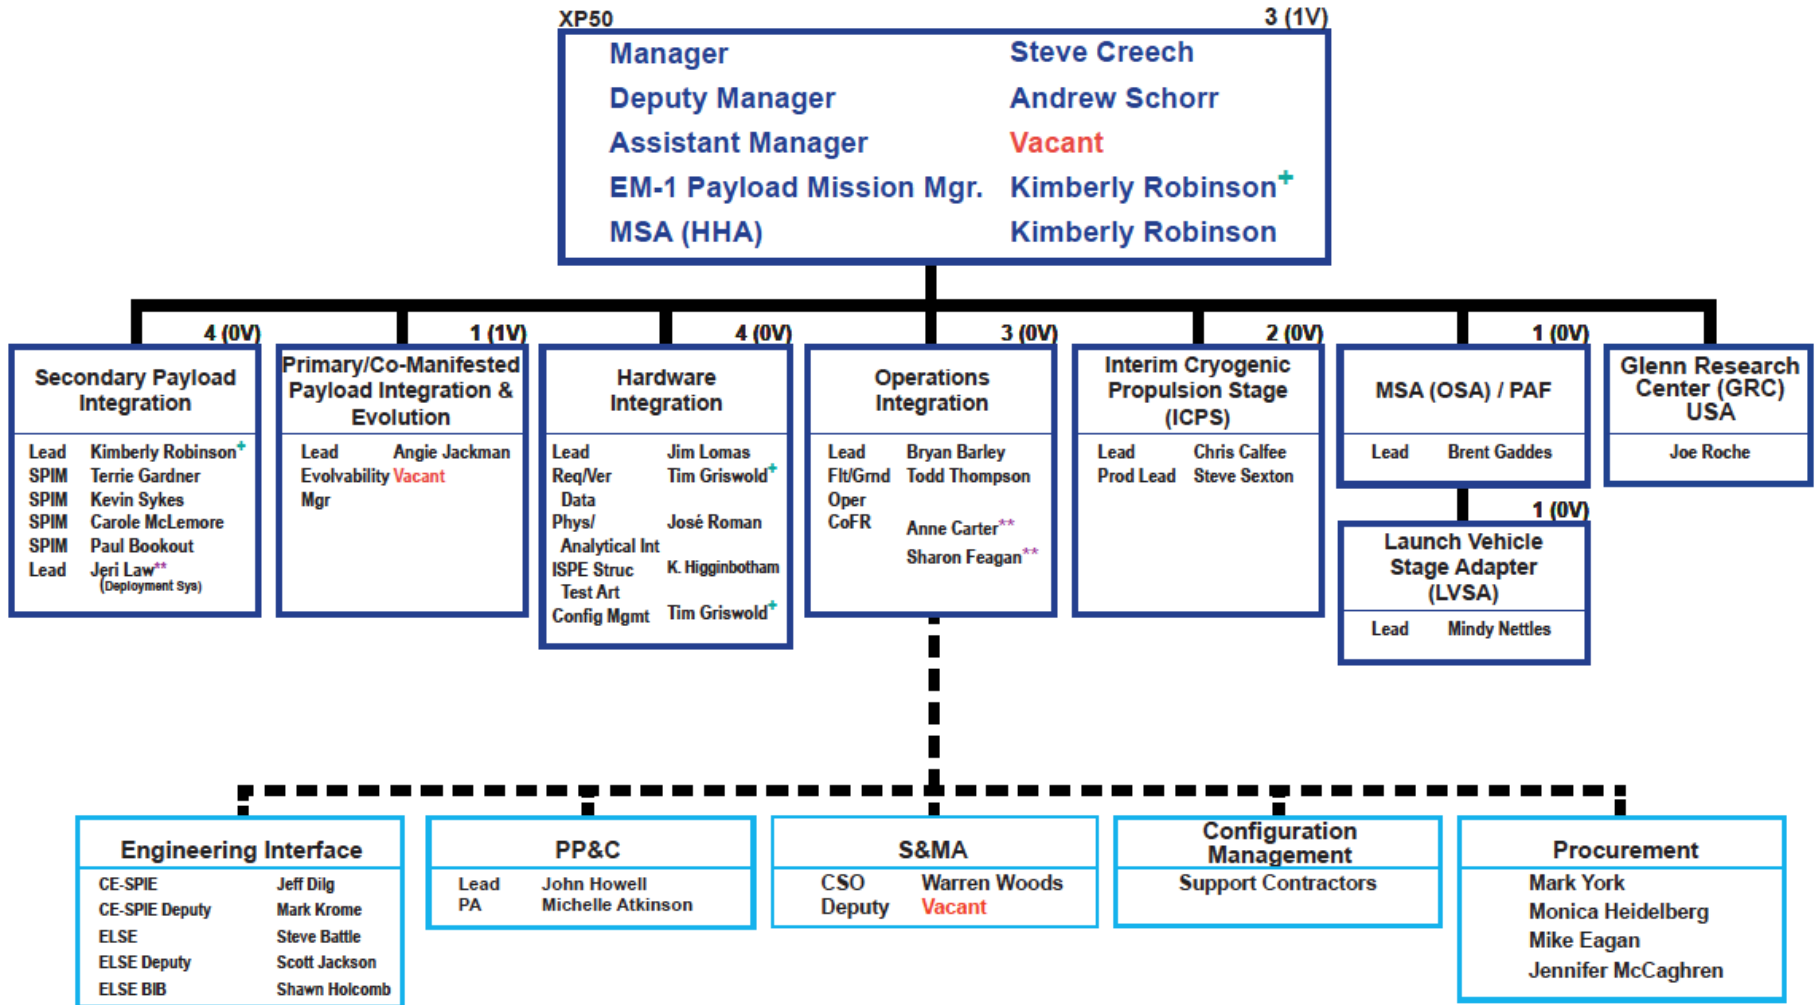 XP50 3 (1V)
Manager Steve Creech
Deputy Manager Andrew Schorr
Assistant Manager Vacant
EM-1 Payload Mission Mgr. Kimberly Robinson+
MSA (HHA) Kimberly Robinson
4 (0V)
Secondary Payload
Integration
Lead Kimberly Robinson+
SPIM Terrie Gardner
SPIM Kevin Sykes
SPIM Carole McLemore
SPIM Paul Bookout
Lead Jeri Law**
(Deployment Sys)
1 (1V)
Primary/Co-Manifested
Payload Integration &
Evolution
Lead Angie Jackman
Evolvability Vacant
Mgr
4 (0V)
Hardware
Integration
Lead Jim Lomas
Req/Ver Tim Griswold+
Data
Phys/ José Roman
Analytical Int
ISPE Struc K. Higginbotham
Test Art
Config Mgmt Tim Griswold+
3 (0V)
Operations
Integration
Lead Bryan Barley
Flt/Grnd Todd Thompson
Oper
CoFR Anne Carter**
Sharon Feagan**
2 (0V)
Interim Cryogenic
Propulsion Stage
(ICPS)
Lead Chris Calfee
Prod Lead Steve Sexton
1 (0V)
MSA (OSA) / PAF
Lead Brent Gaddes
1 (0V)
Launch Vehicle
Stage Adapter
(LVSA)
Lead Mindy Nettles
Glenn Research
Center (GRC)
USA
Joe Roche
Engineering Interface
CE-SPIE Jeff Dilg
CE-SPIE Deputy Mark Krome
ELSE Steve Battle
ELSE Deputy Scott Jackson
ELSE BIB Shawn Holcomb
PP&C
Lead John Howell
PA Michelle Atkinson
S&MA
CSO Warren Woods
Deputy Vacant
Configuration
Management
Support Contractors
Procurement
Mark York
Monica Heidelberg
Mike Eagan
Jennifer McCaghren